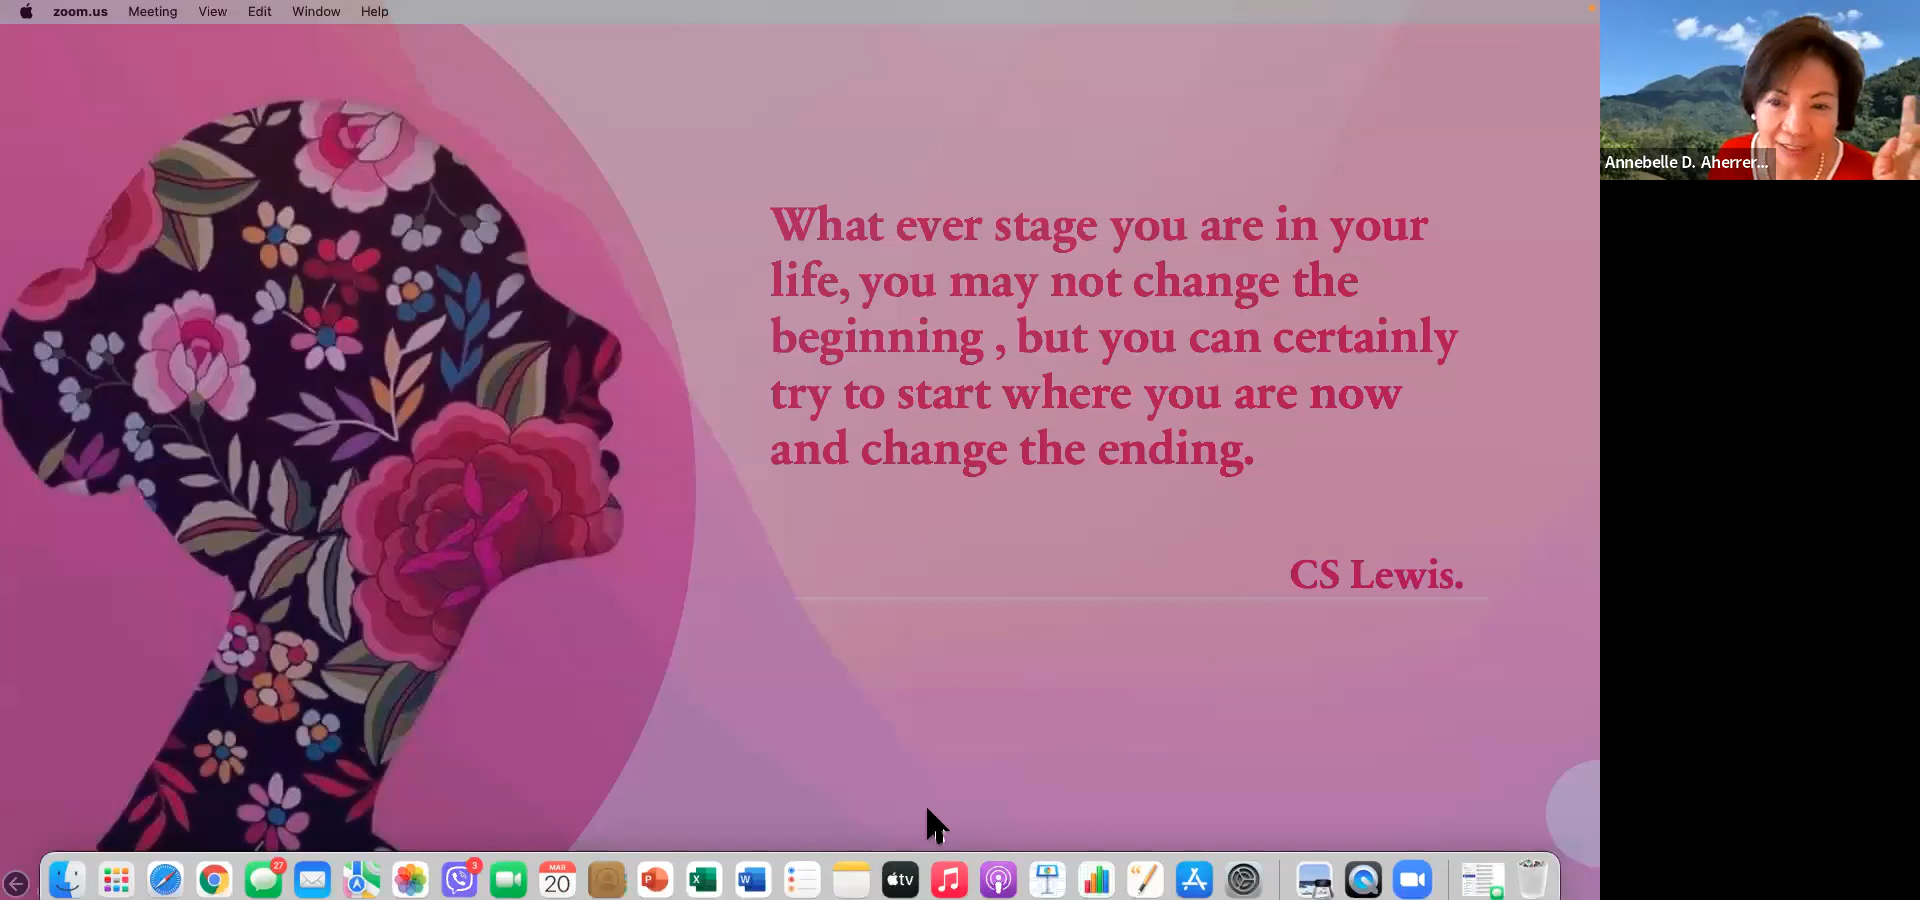 zoom.us Meeting View Edit Window Help
What ever stage you are in your
life, you may not change the
beginning , but you can certainly
try to start where you are now
and change the ending.
CS Lewis.
Annebelle D. Aherrer...
27
3
MAR
20
P
X
W
tv